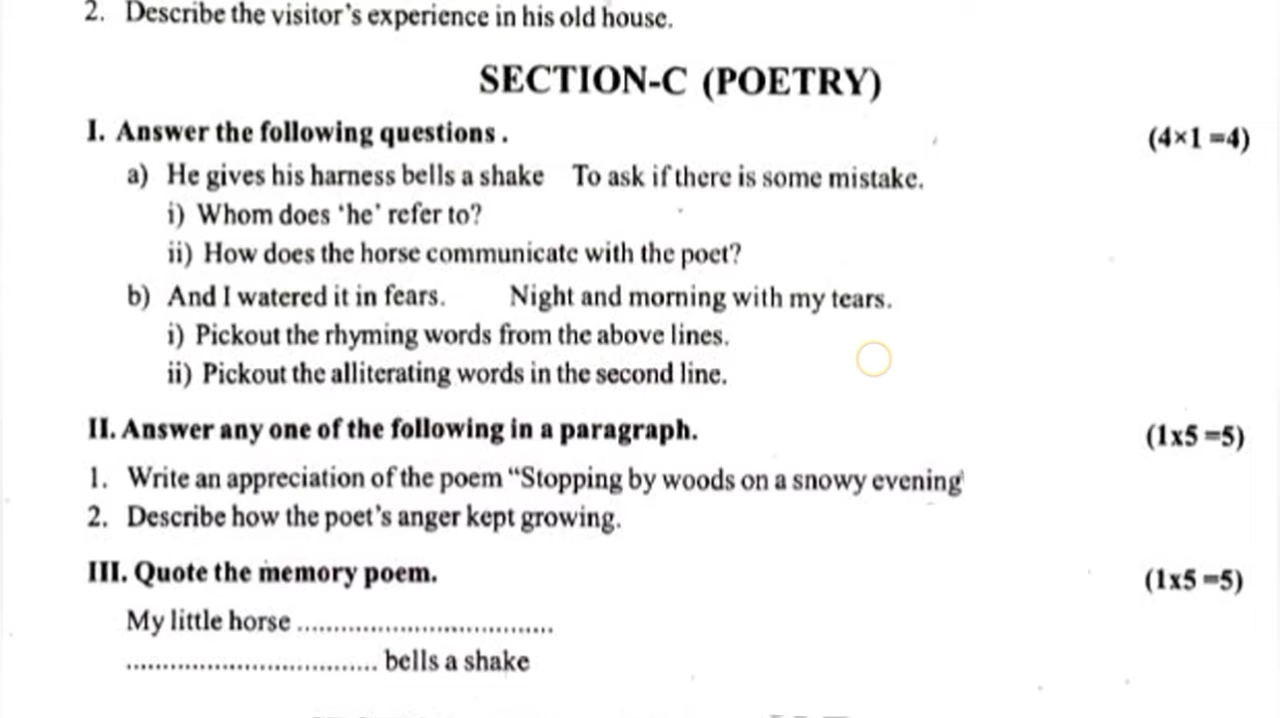 2. Describe the visitor's experience in his old house.
SECTION-C (POETRY)
I. Answer the following questions . (4×1 =4)
a) He gives his harness bells a shake To ask if there is some mistake.
i) Whom does 'he' refer to?
ii) How does the horse communicate with the poet?
b) And I watered it in fears. Night and morning with my tears.
i) Pickout the rhyming words from the above lines.
ii) Pickout the alliterating words in the second line.
II. Answer any one of the following in a paragraph. (1x5 =5)
1. Write an appreciation of the poem “Stopping by woods on a snowy evening'
2. Describe how the poet's anger kept growing.
III. Quote the memory poem. (1x5 =5)
My little horse ...................................
................................... bells a shake